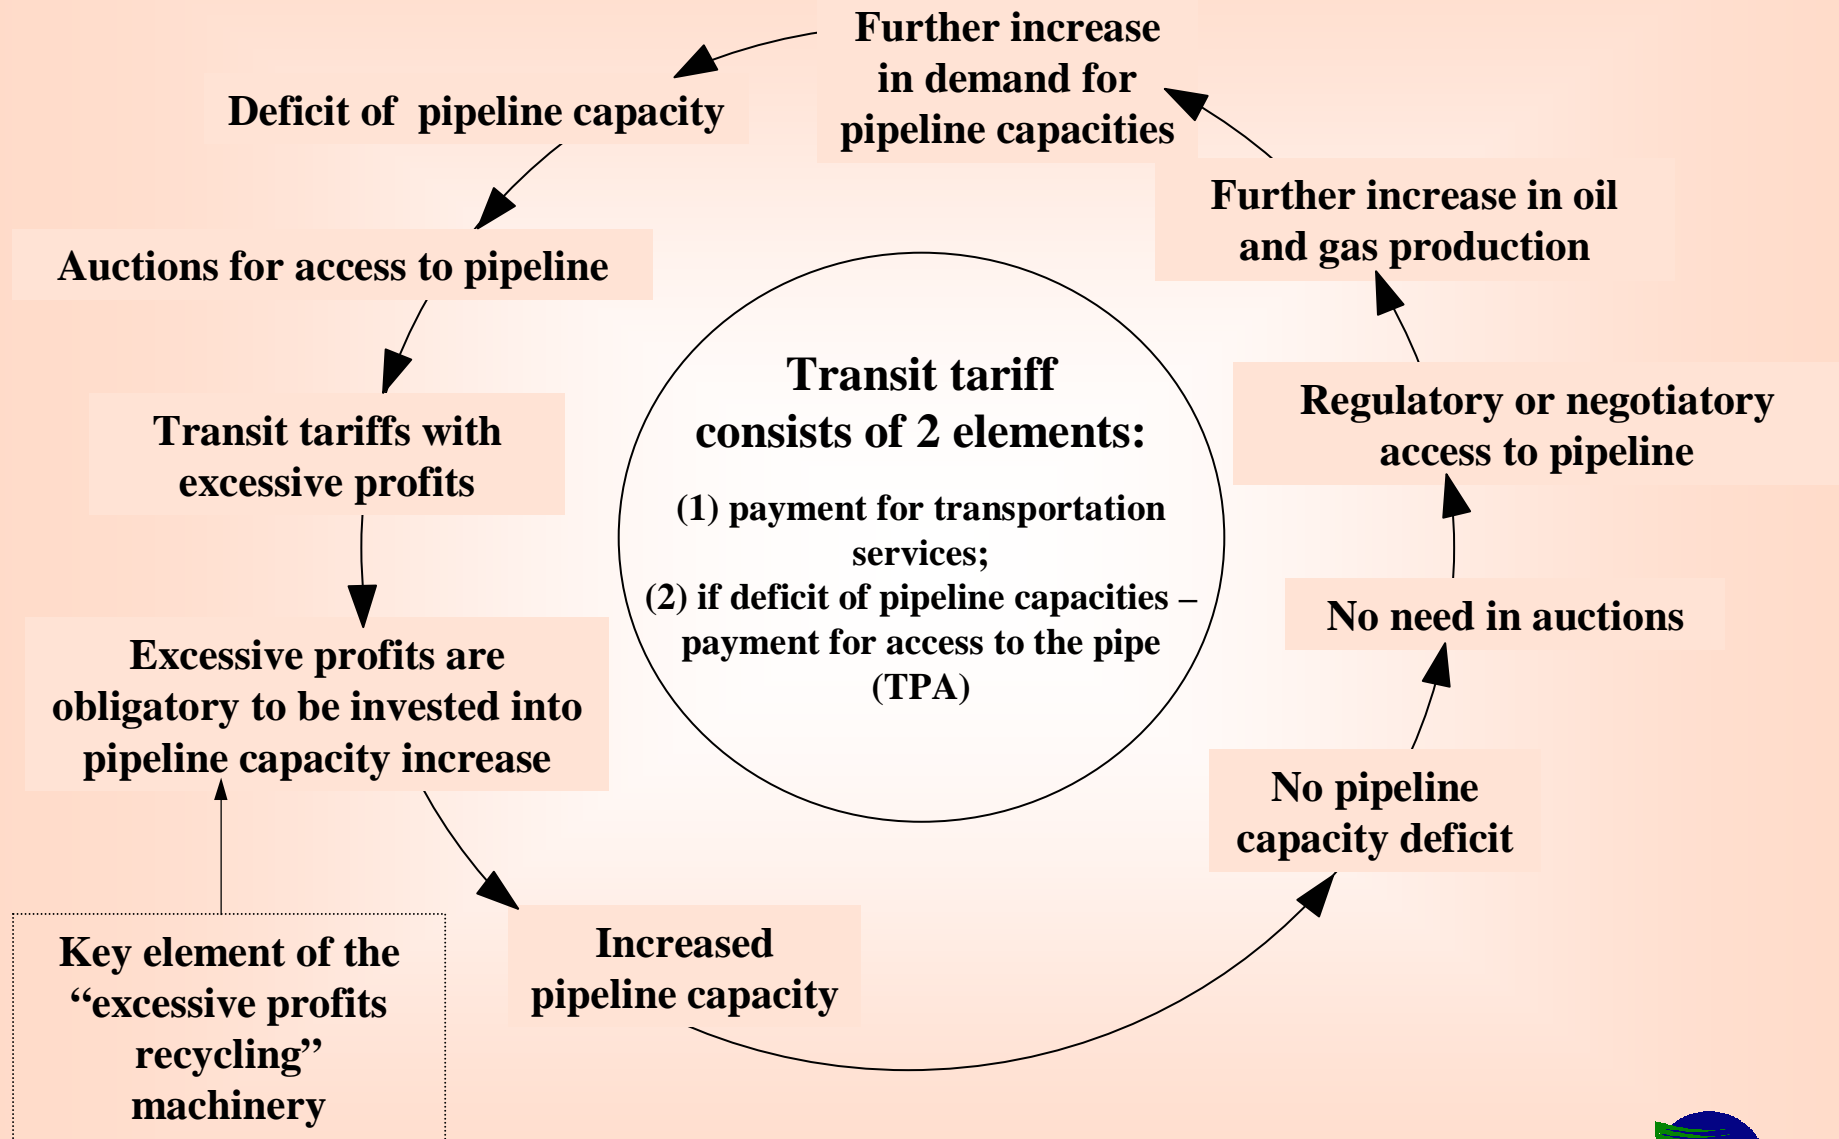 Further increase
in demand for
pipeline capacities
Deficit of  pipeline capacity
Auctions for access to pipeline
Transit tariffs with
excessive profits
Excessive profits are
obligatory to be invested into
pipeline capacity increase
Key element of the
“excessive profits
recycling”
machinery
Increased
pipeline capacity
No pipeline
capacity deficit
No need in auctions
Regulatory or negotiatory
access to pipeline
Further increase in oil
and gas production
Transit tariff
consists of 2 elements:
(1) payment for transportation
services;
(2) if deficit of pipeline capacities –
payment for access to the pipe
(TPA)